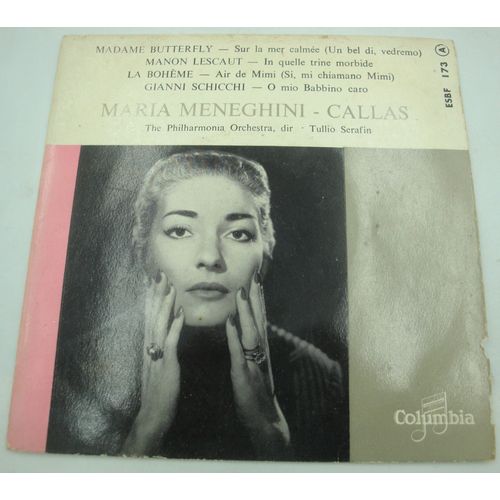 MADAME BUTTERFLY — Sur la mer calmée (Un bel di, vedremo)
MANON LESCAUT — In quelle trine morbide
LA BOHÈME — Air de Mimi (Si, mi chiamano Mimi)
GIANNI SCHICCHI — O mio Babbino caro
MARIA MENEGHINI - CALLAS
The Philharmonia Orchestra, dir · Tullio Serafin
ESBF 173 A
Columbia